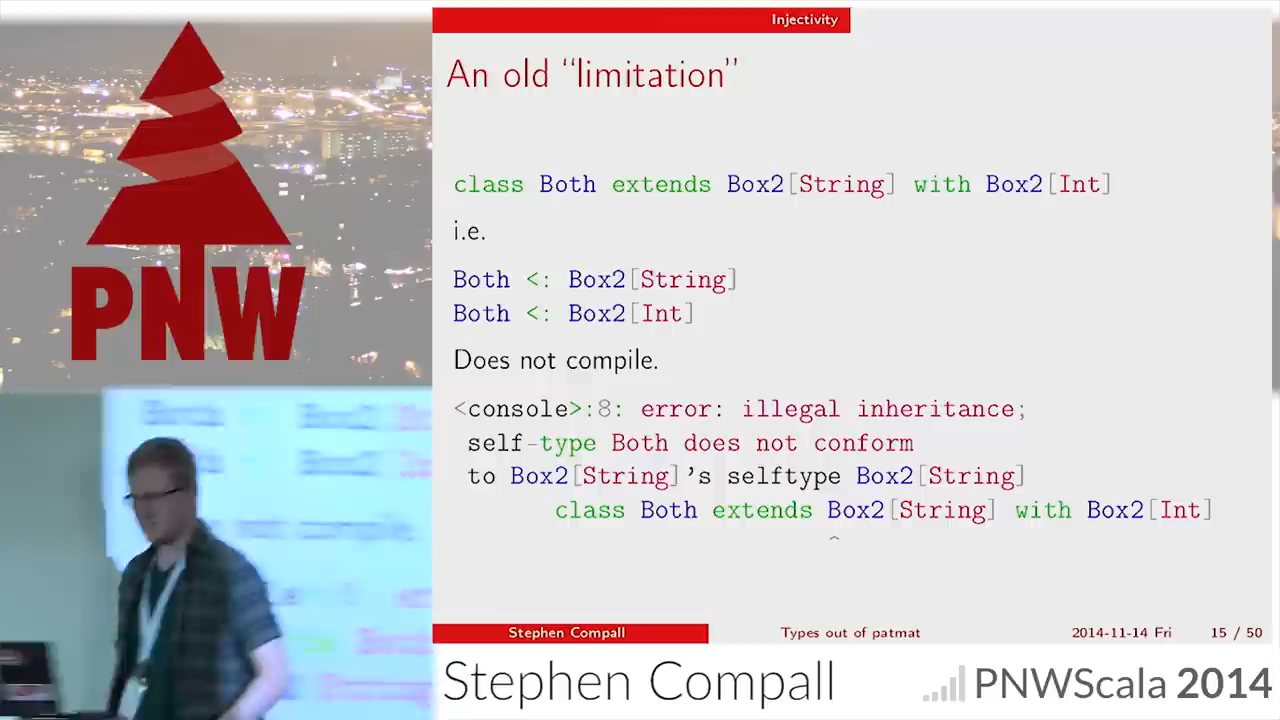 Injectivity
An old “limitation”
class Both extends Box2[String] with Box2[Int]
i.e.
Both <: Box2[String]
Both <: Box2[Int]
Does not compile.
<console>:8: error: illegal inheritance;
self-type Both does not conform
to Box2[String]'s selftype Box2[String]
class Both extends Box2[String] with Box2[Int]
^
Stephen Compall
Types out of patmat
2014-11-14 Fri
15 / 50
PNW
Stephen Compall
PNWScala 2014